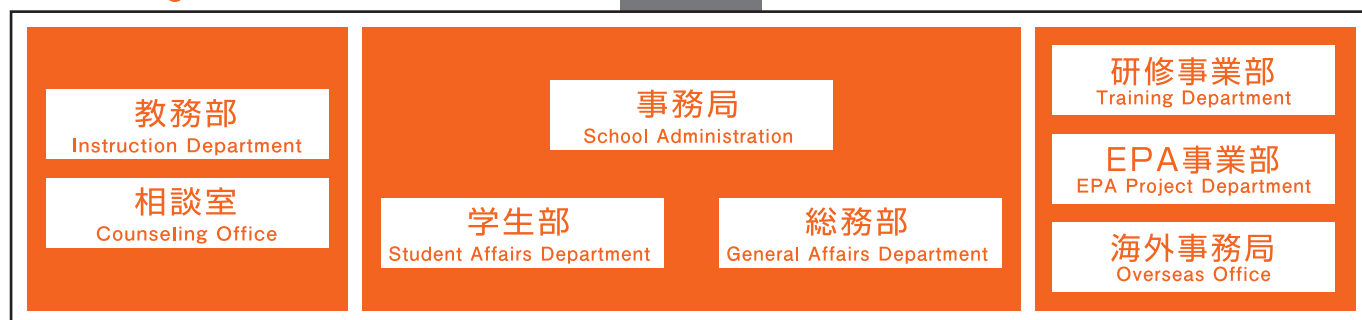 教務部
Instruction Department
相談室
Counseling Office
事務局
School Administration
学生部
Student Affairs Department
総務部
General Affairs Department
研修事業部
Training Department
EPA事業部
EPA Project Department
海外事務局
Overseas Office